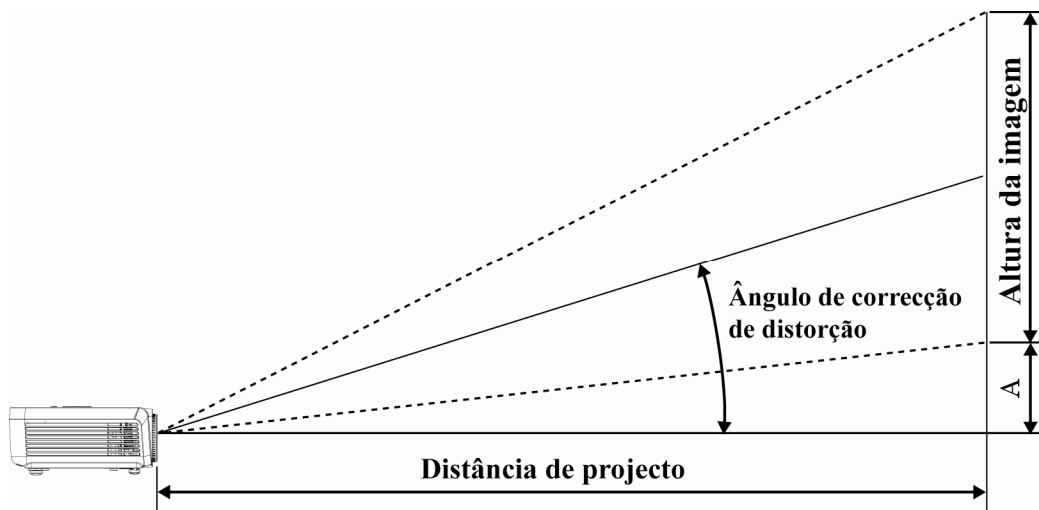 Altura da imagem
Ângulo de correcção
de distorção
A
Distância de projecto